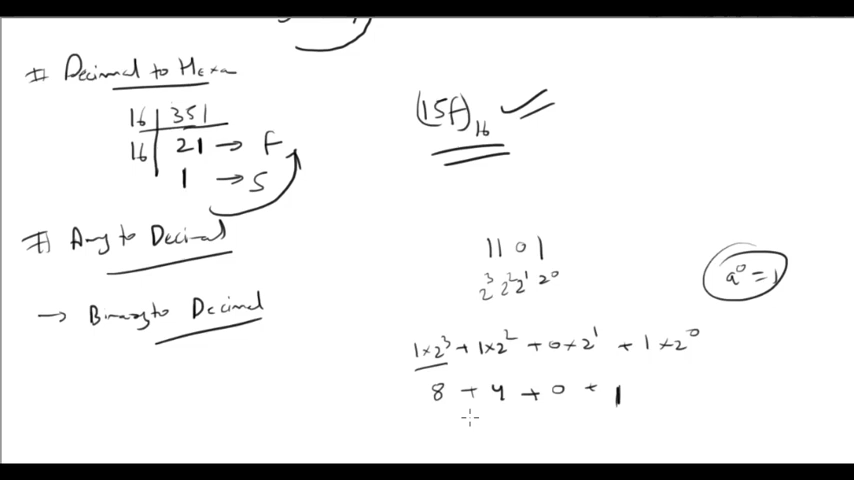 # Decimal to Hexa
16 | 351
16 | 21 → F
1 → 5
(15F)₁₆
# Any to Decimal
→ Binary to Decimal
1101
2³ 2² 2¹ 2⁰
a⁰ = 1
1×2³ + 1×2² + 0×2¹ + 1×2⁰
8 + 4 + 0 + 1